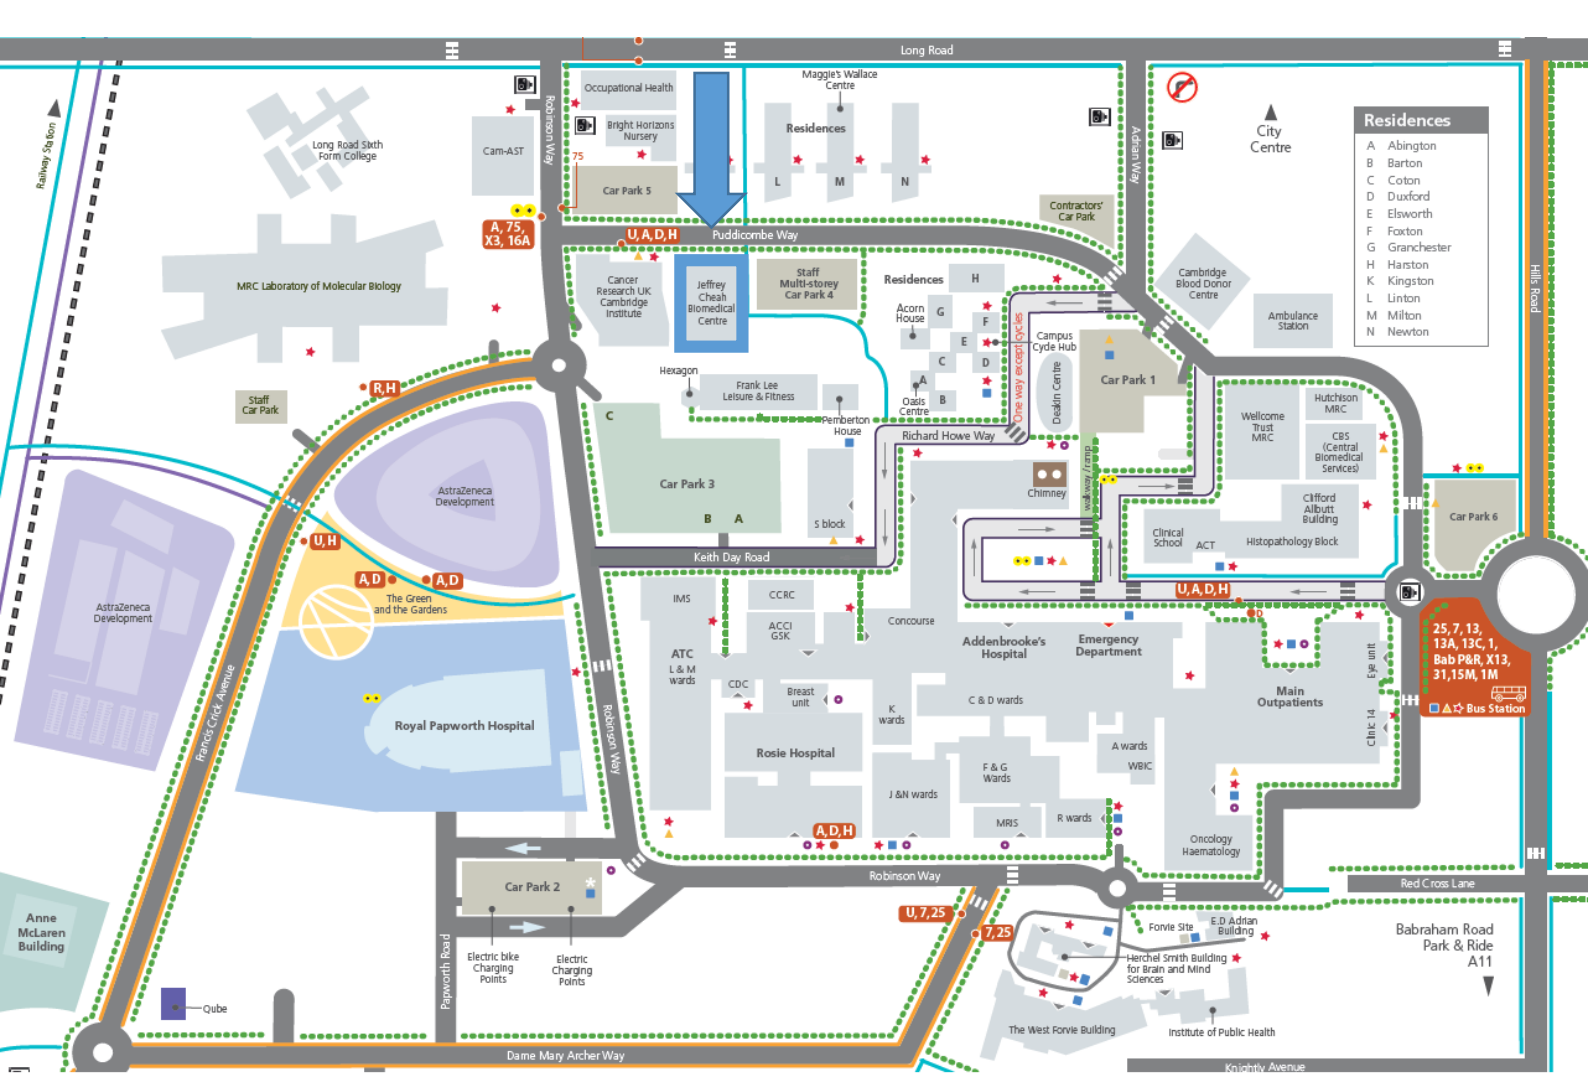 Long Road
Railway Station
Long Road Sixth
Form College
Cam-AST
Robinson Way
Occupational Health
Bright Horizons
Nursery
75
Car Park 5
Maggie's Wallace
Centre
Residences
L
M
N
Adrian Way
City
Centre
Residences
A Abington
B Barton
C Coton
D Duxford
E Elsworth
F Foxton
G Granchester
H Harston
K Kingston
L Linton
M Milton
N Newton
Hills Road
A, 75,
X3, 16A
U, A, D, H
Puddicombe Way
Contractors'
Car Park
MRC Laboratory of Molecular Biology
Cancer
Research UK
Cambridge
Institute
Jeffrey
Cheah
Biomedical
Centre
Staff
Multi-storey
Car Park 4
Residences
H
Acorn
House
G
F
E
C
D
A
B
Oasis
Centre
Campus
Cycle Hub
One way except cycles
Deakin Centre
Car Park 1
Cambridge
Blood Donor
Centre
Ambulance
Station
R, H
Staff
Car Park
Hexagon
Frank Lee
Leisure & Fitness
Pemberton
House
Richard Howe Way
Wellcome
Trust
MRC
Hutchison
MRC
CBS
(Central
Biomedical
Services)
C
Car Park 3
B
A
S block
Chimney
walkway / ramp
Clifford
Allbutt
Building
Clinical
School
ACT
Histopathology Block
Car Park 6
AstraZeneca
Development
U, H
A, D
A, D
The Green
and the Gardens
AstraZeneca
Development
Keith Day Road
IMS
CCRC
ACCI
GSK
Concourse
ATC
L & M
wards
CDC
Breast
unit
K
wards
Addenbrooke's
Hospital
Emergency
Department
U, A, D, H
D
C & D wards
Main
Outpatients
Eye unit
Clinic 14
25, 7, 13,
13A, 13C, 1,
Bab P&R, X13,
31,15M, 1M
Bus Station
Francis Crick Avenue
Royal Papworth Hospital
Robinson Way
Rosie Hospital
A wards
WBIC
F & G
Wards
J &N wards
MRIS
R wards
Oncology
Haematology
A, D, H
Robinson Way
Red Cross Lane
Car Park 2
Electric bike
Charging
Points
Electric
Charging
Points
Papworth Road
U, 7, 25
7, 25
Forvie Site
E.D Adrian
Building
Herchel Smith Building
for Brain and Mind
Sciences
The West Forvie Building
Institute of Public Health
Babraham Road
Park & Ride
A11
Anne
McLaren
Building
Qube
Dame Mary Archer Way
Knightly Avenue